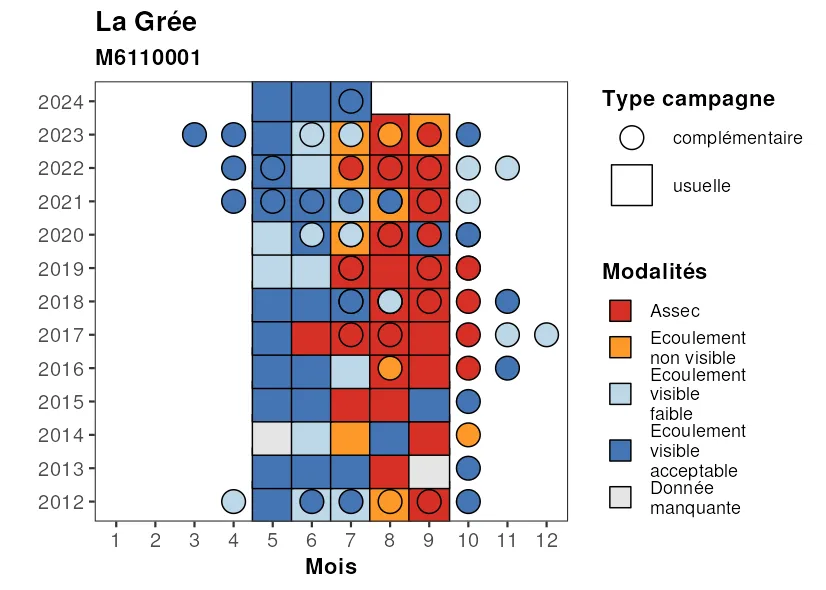 La Grée
M6110001
2024
2023
2022
2021
2020
2019
2018
2017
2016
2015
2014
2013
2012
1 2 3 4 5 6 7 8 9 10 11 12
Mois
Type campagne
complémentaire
usuelle
Modalités
Assec
Ecoulement
non visible
Ecoulement
visible
faible
Ecoulement
visible
acceptable
Donnée
manquante